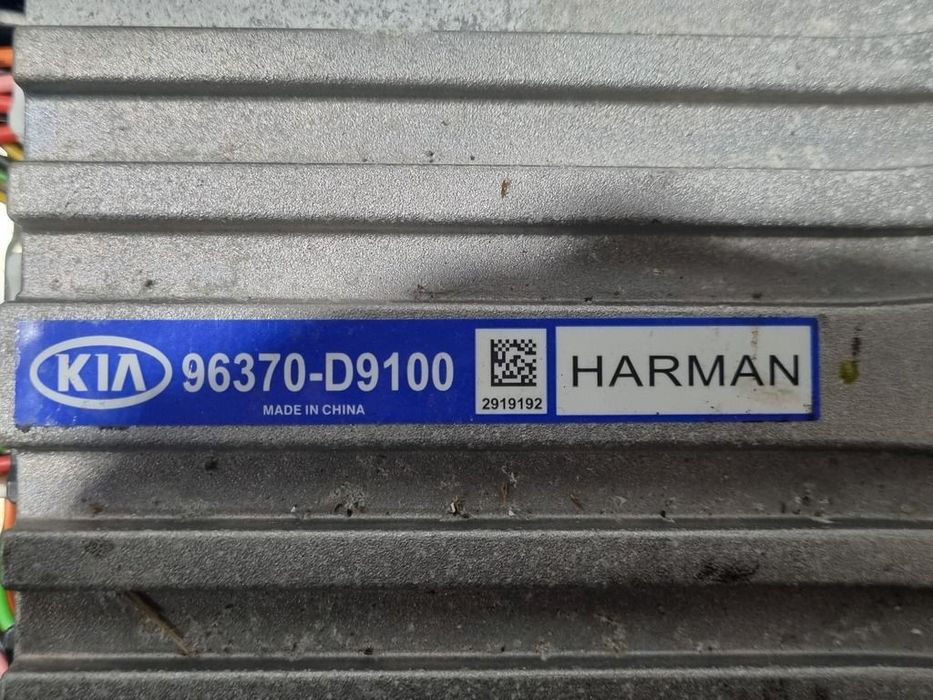 KIA 96370-D9100
MADE IN CHINA
2919192
HARMAN